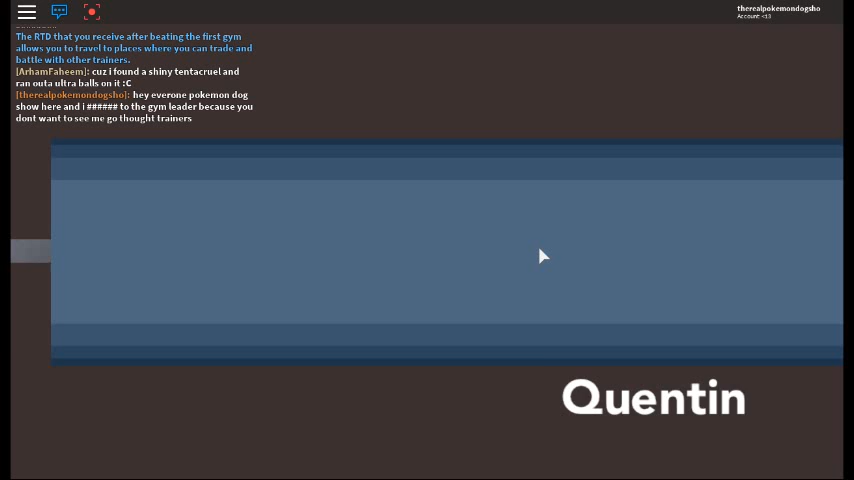 therealpokemondogsho
Account: <13
The RTD that you receive after beating the first gym
allows you to travel to places where you can trade and
battle with other trainers.
[ArhamFaheem]: cuz i found a shiny tentacruel and
ran outa ultra balls on it :C
[therealpokemondogsho]: hey everone pokemon dog
show here and i ###### to the gym leader because you
dont want to see me go thought trainers
Quentin